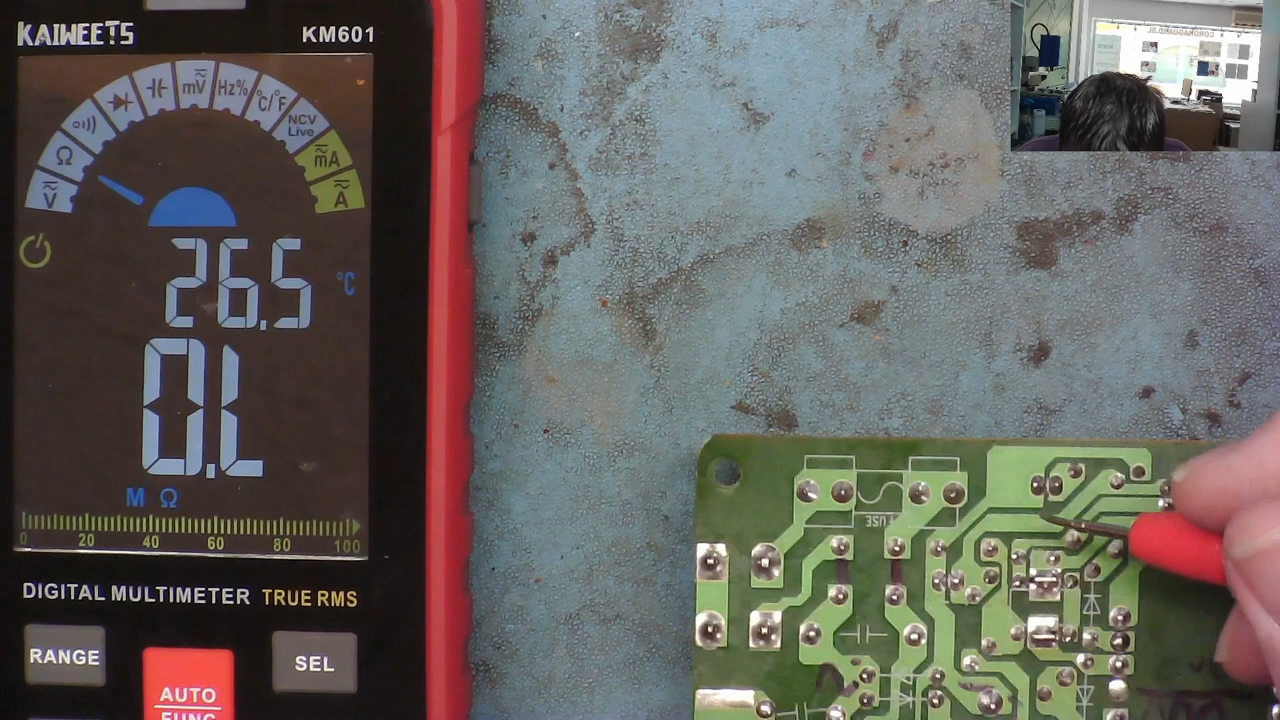 KAIWEETS
KM601
mV
Hz%
°C/°F
NCV
Live
mA
A
V
Ω
26.5
°C
0.L
M Ω
0 20 40 60 80 100
DIGITAL MULTIMETER TRUE RMS
RANGE
SEL
AUTO
FUNC
FUSE